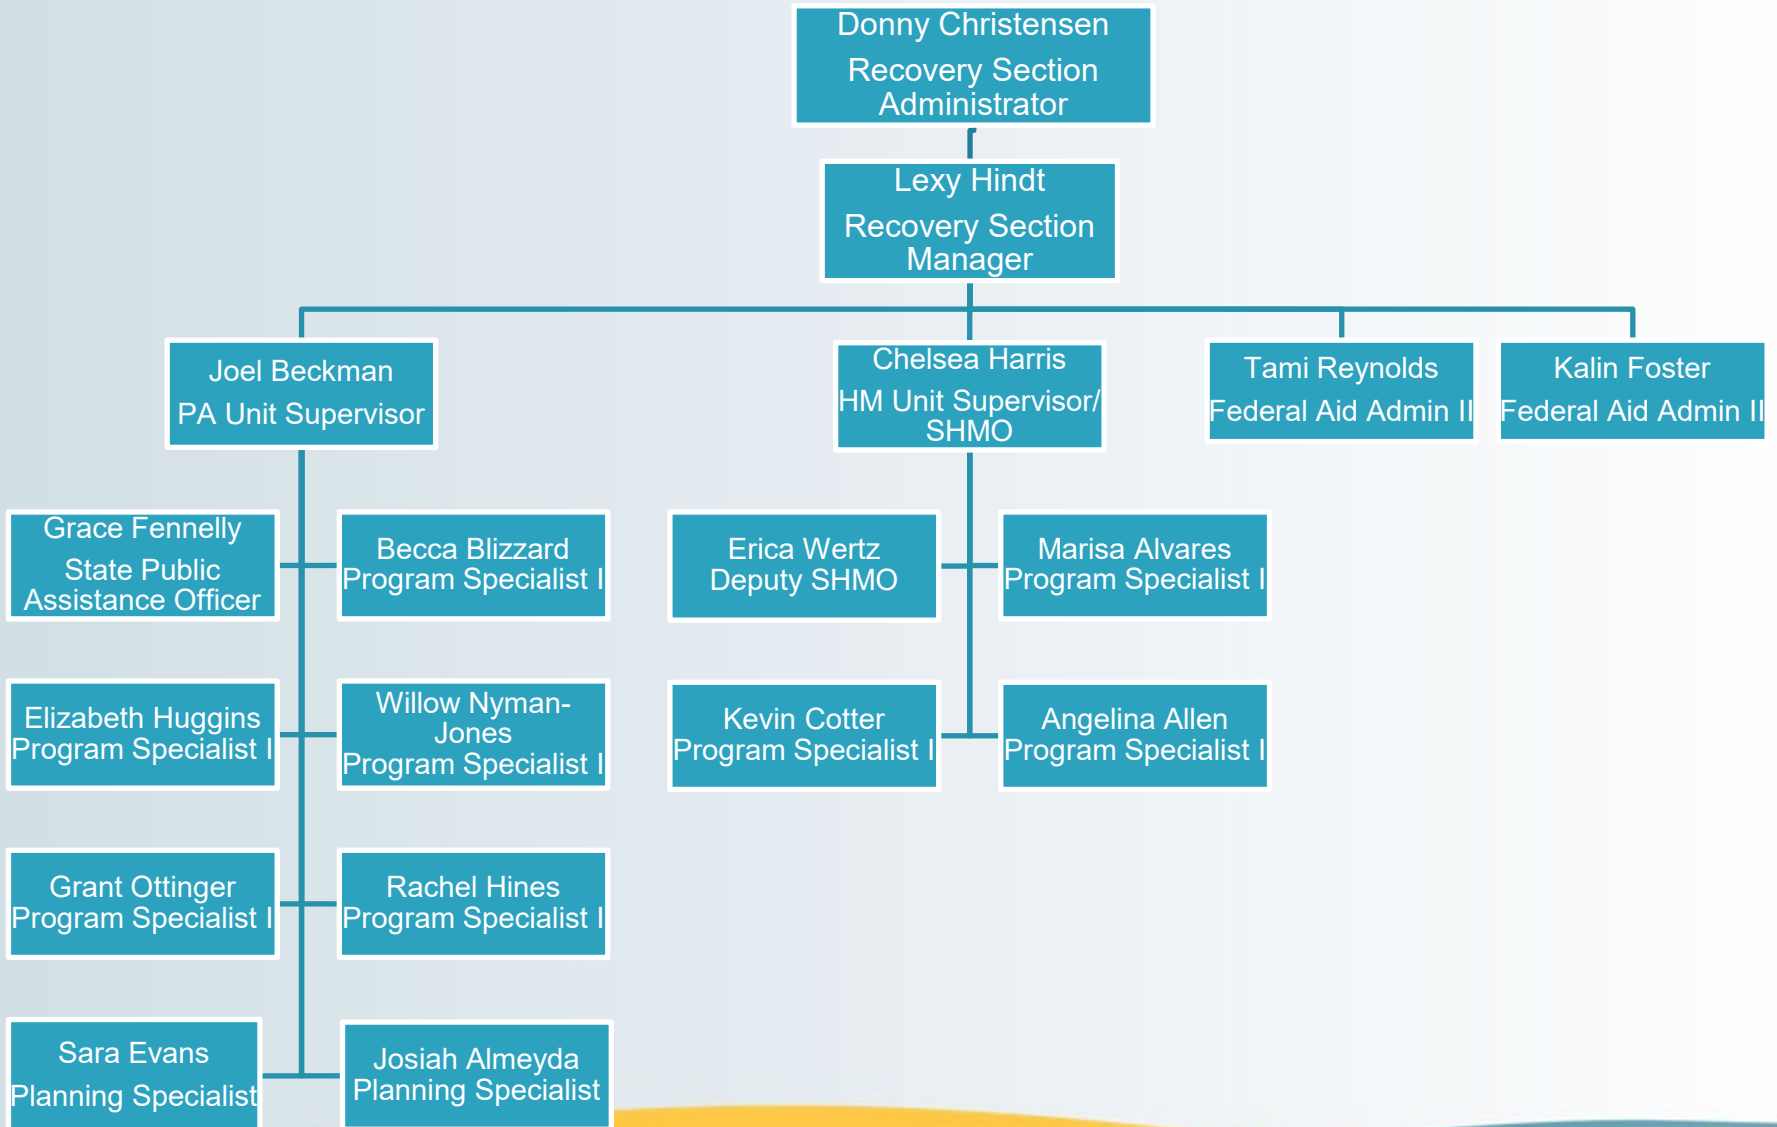 Donny Christensen
Recovery Section
Administrator
Lexy Hindt
Recovery Section
Manager
Joel Beckman
PA Unit Supervisor
Chelsea Harris
HM Unit Supervisor/
SHMO
Tami Reynolds
Federal Aid Admin II
Kalin Foster
Federal Aid Admin II
Grace Fennelly
State Public
Assistance Officer
Becca Blizzard
Program Specialist I
Erica Wertz
Deputy SHMO
Marisa Alvares
Program Specialist I
Elizabeth Huggins
Program Specialist I
Willow Nyman-
Jones
Program Specialist I
Kevin Cotter
Program Specialist I
Angelina Allen
Program Specialist I
Grant Ottinger
Program Specialist I
Rachel Hines
Program Specialist I
Sara Evans
Planning Specialist
Josiah Almeyda
Planning Specialist